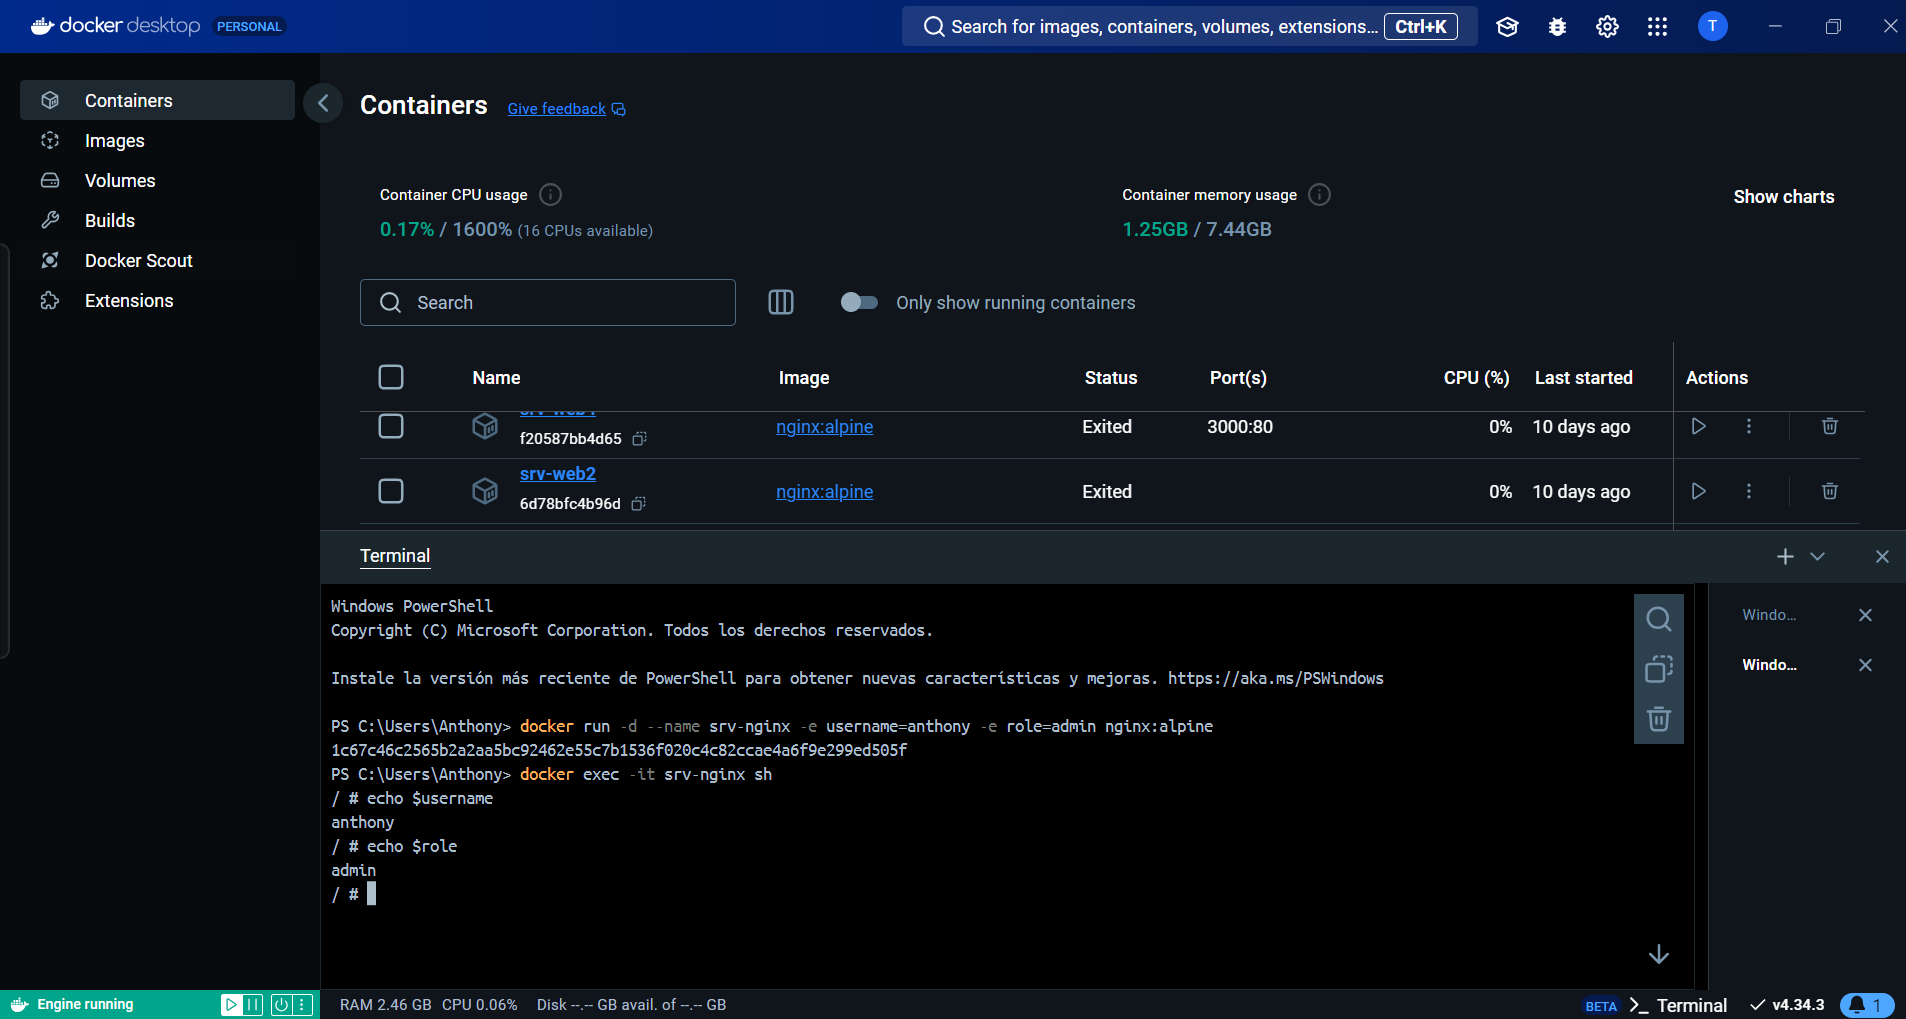 docker desktop PERSONAL
Search for images, containers, volumes, extensions... Ctrl+K
T
Containers
Images
Volumes
Builds
Docker Scout
Extensions
Containers Give feedback
Container CPU usage
0.17% / 1600% (16 CPUs available)
Container memory usage
1.25GB / 7.44GB
Show charts
Search
Only show running containers
Name Image Status Port(s) CPU (%) Last started Actions
f20587bb4d65 nginx:alpine Exited 3000:80 0% 10 days ago
srv-web2
6d78bfc4b96d nginx:alpine Exited 0% 10 days ago
Terminal
Windows PowerShell
Copyright (C) Microsoft Corporation. Todos los derechos reservados.
Instale la versión más reciente de PowerShell para obtener nuevas características y mejoras. https://aka.ms/PSWindows
PS C:\Users\Anthony> docker run -d --name srv-nginx -e username=anthony -e role=admin nginx:alpine
1c67c46c2565b2a2aa5bc92462e55c7b1536f020c4c82ccae4a6f9e299ed505f
PS C:\Users\Anthony> docker exec -it srv-nginx sh
/ # echo $username
anthony
/ # echo $role
admin
/ #
Windo...
Windo...
Engine running
RAM 2.46 GB CPU 0.06% Disk --.-- GB avail. of --.-- GB
BETA Terminal v4.34.3 1